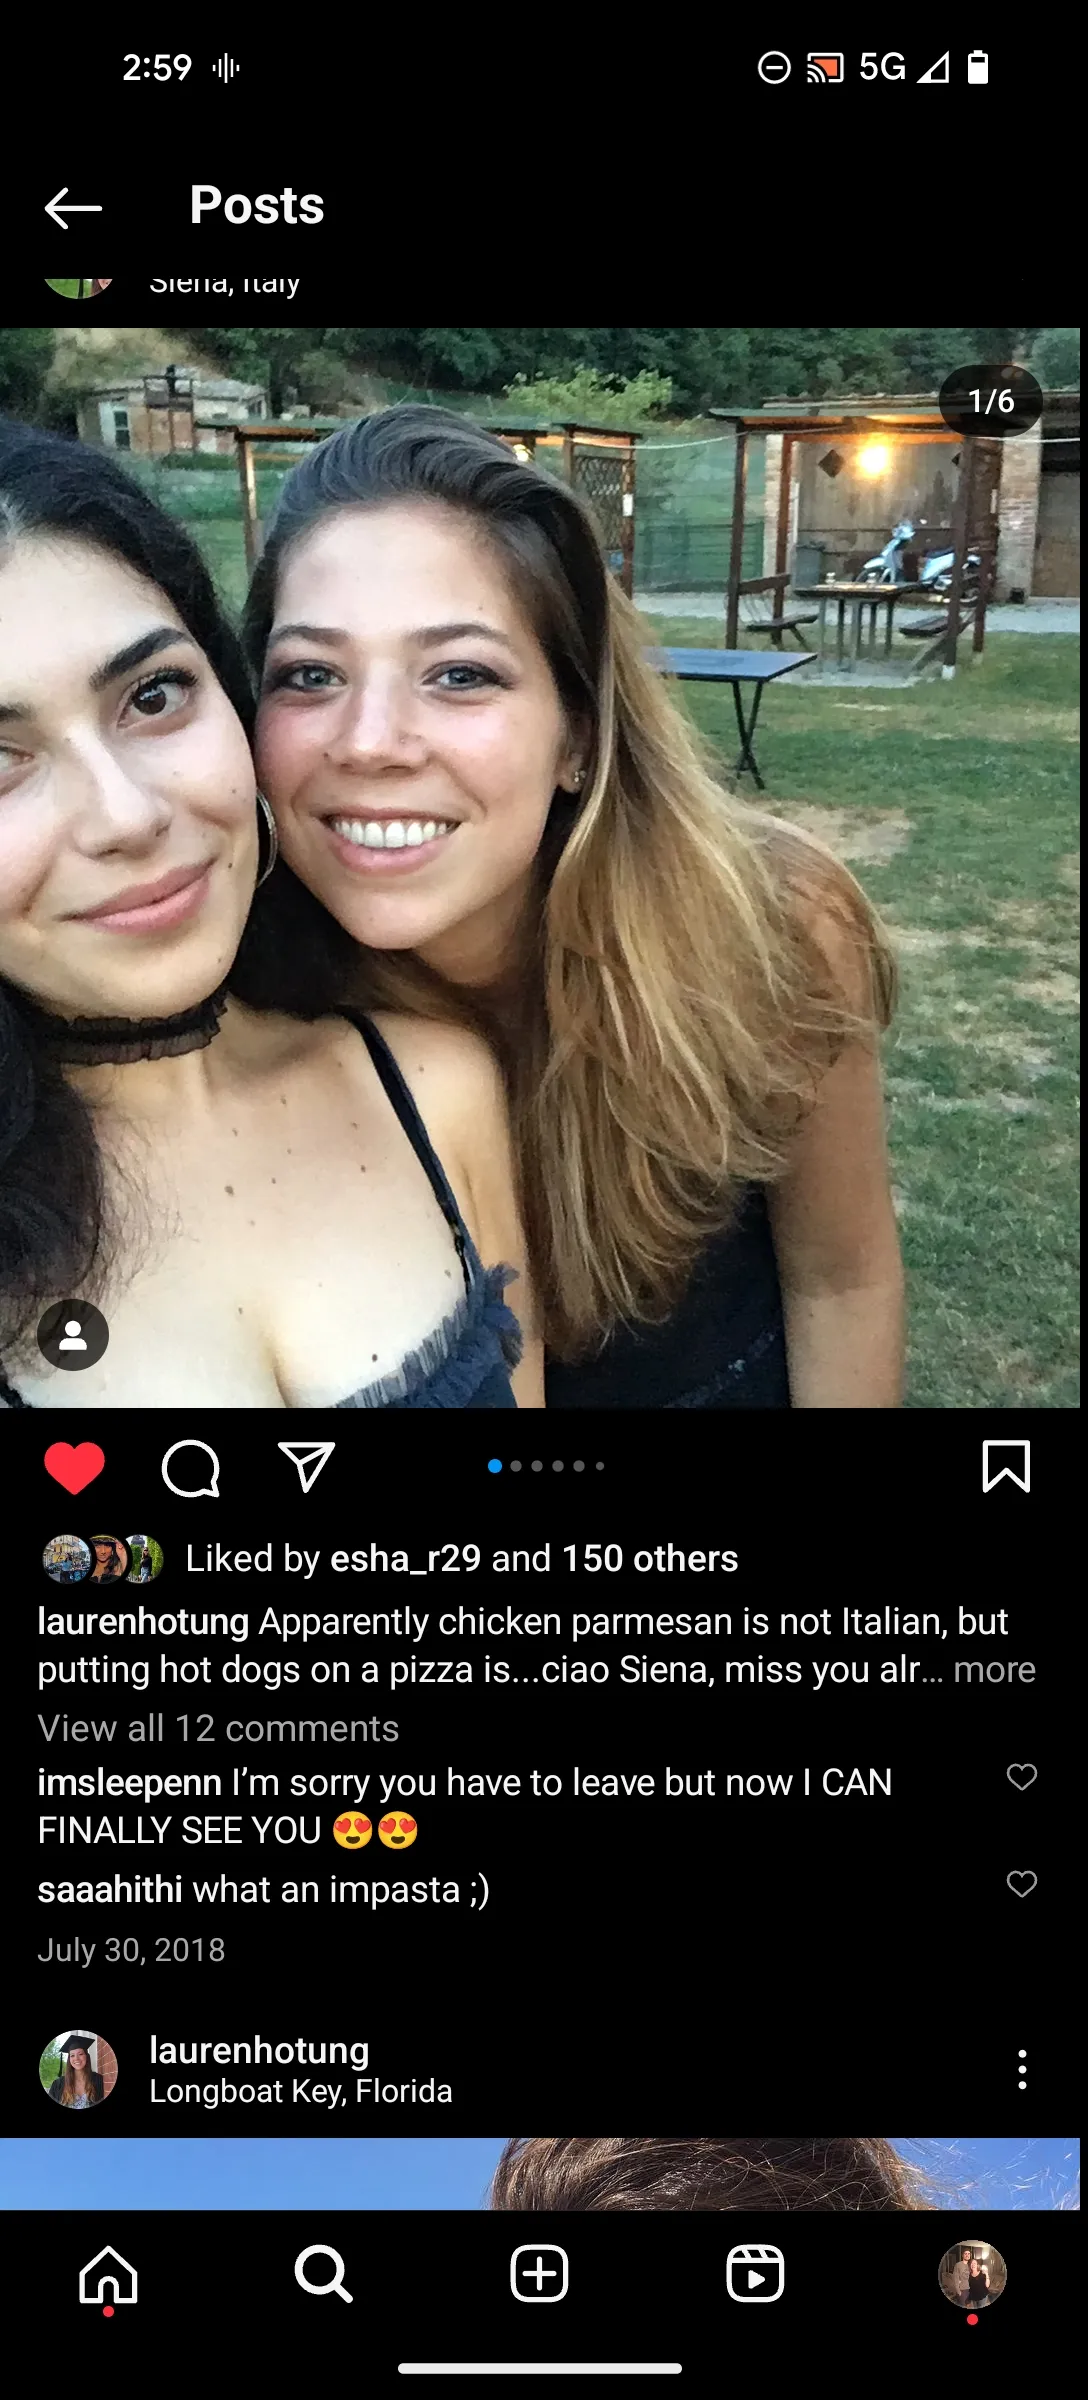 2:59
5G
Posts
Siena, Italy
1/6
Liked by esha_r29 and 150 others
laurenhotung Apparently chicken parmesan is not Italian, but
putting hot dogs on a pizza is...ciao Siena, miss you alr... more
View all 12 comments
imsleepenn I’m sorry you have to leave but now I CAN
FINALLY SEE YOU 😍😍
saaahithi what an impasta ;)
July 30, 2018
laurenhotung
Longboat Key, Florida